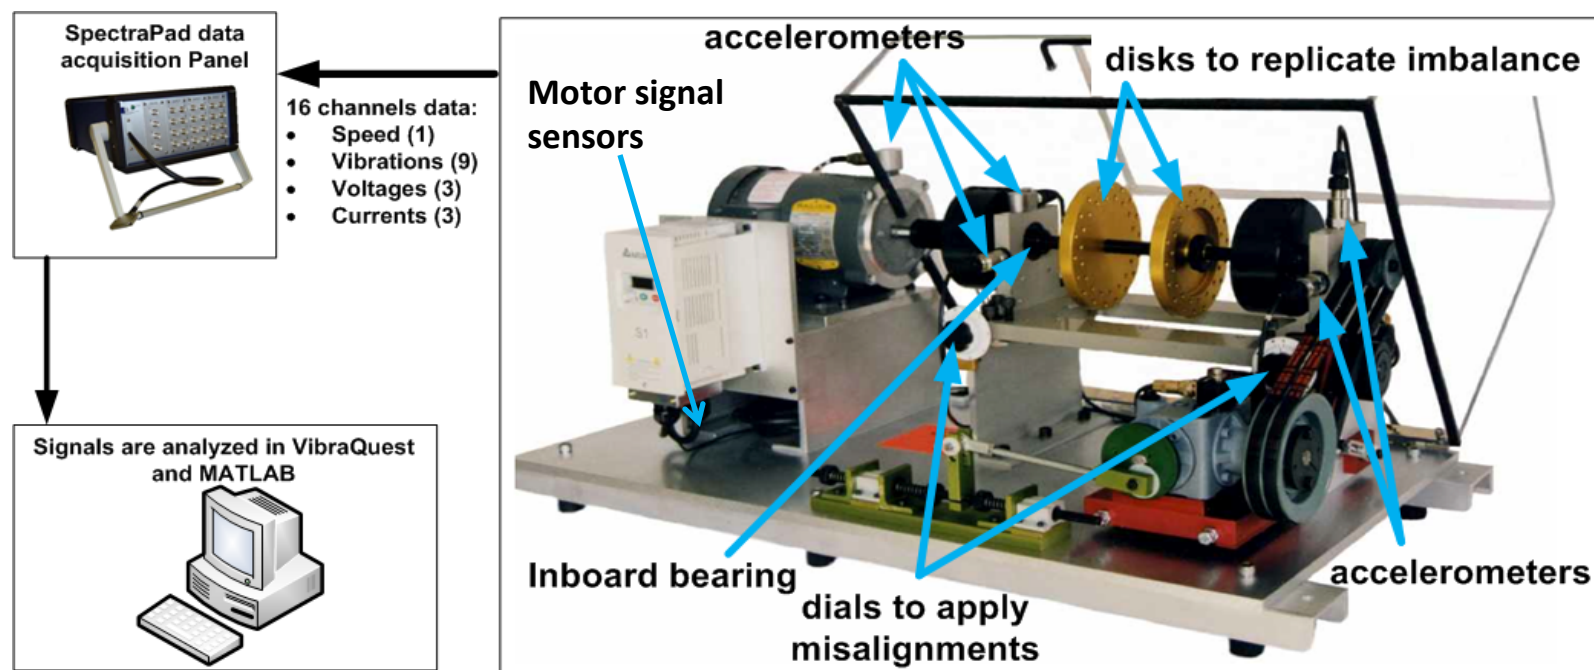 SpectraPad data
acquisition Panel
16 channels data:
• Speed (1)
• Vibrations (9)
• Voltages (3)
• Currents (3)
Signals are analyzed in VibraQuest
and MATLAB
accelerometers
disks to replicate imbalance
Motor signal
sensors
S1
Inboard bearing
dials to apply
misalignments
accelerometers